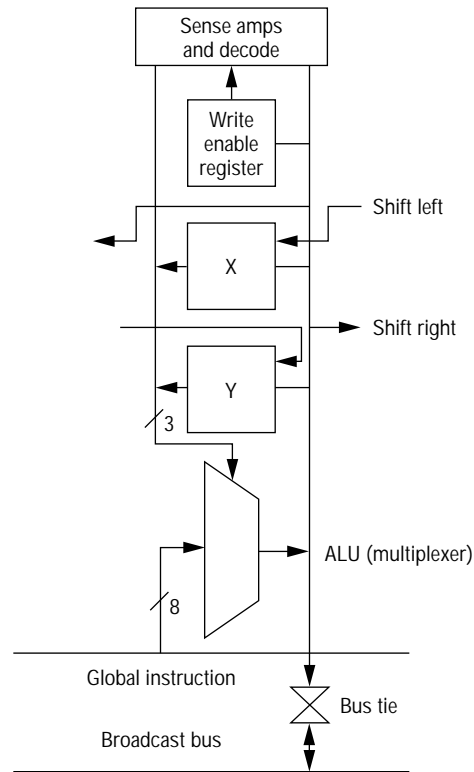 Sense amps
and decode
Write
enable
register
Shift left
X
Shift right
Y
3
ALU (multiplexer)
8
Global instruction
Bus tie
Broadcast bus